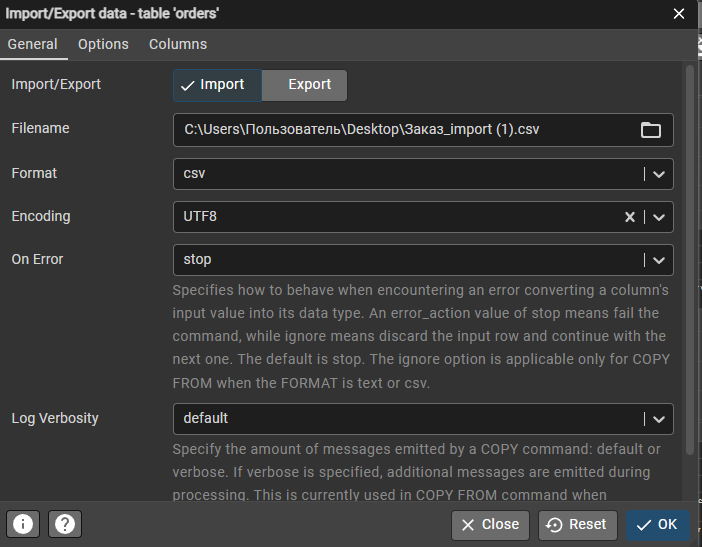 Import/Export data - table 'orders'
General Options Columns
Import/Export Import Export
Filename C:\Users\Пользователь\Desktop\Заказ_import (1).csv
Format csv
Encoding UTF8
On Error stop
Specifies how to behave when encountering an error converting a column's
input value into its data type. An error_action value of stop means fail the
command, while ignore means discard the input row and continue with the
next one. The default is stop. The ignore option is applicable only for COPY
FROM when the FORMAT is text or csv.
Log Verbosity default
Specify the amount of messages emitted by a COPY command: default or
verbose. If verbose is specified, additional messages are emitted during
processing. This is currently used in COPY FROM command when
Close Reset OK